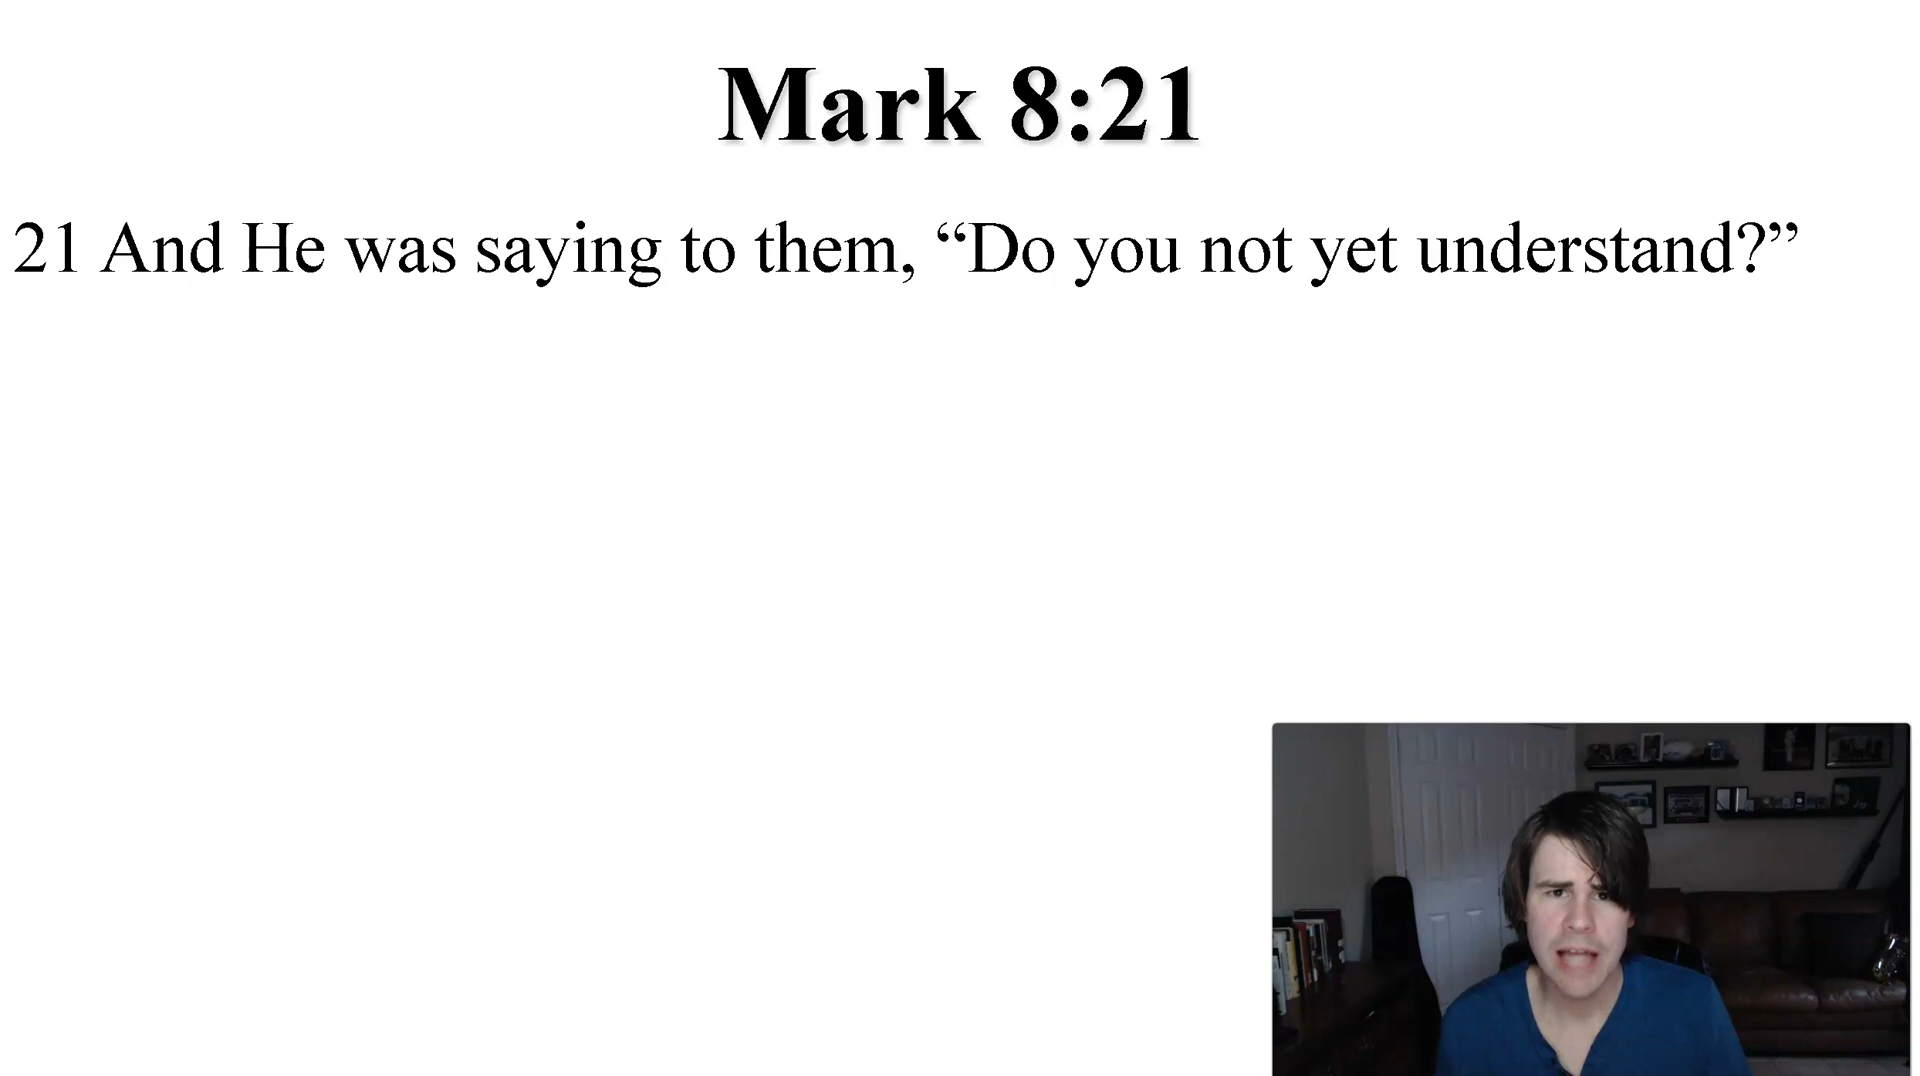 Mark 8:21
21 And He was saying to them, “Do you not yet understand?”